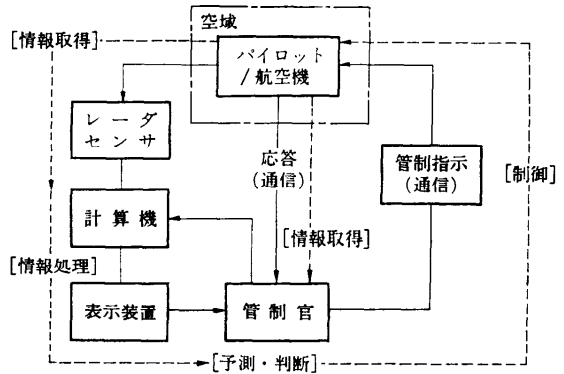 空域
[情報取得]
パイロット
/航空機
レーダ
センサ
応答
(通信)
管制指示
(通信)
[制御]
計算機
[情報取得]
[情報処理]
表示装置
管制官
[予測・判断]